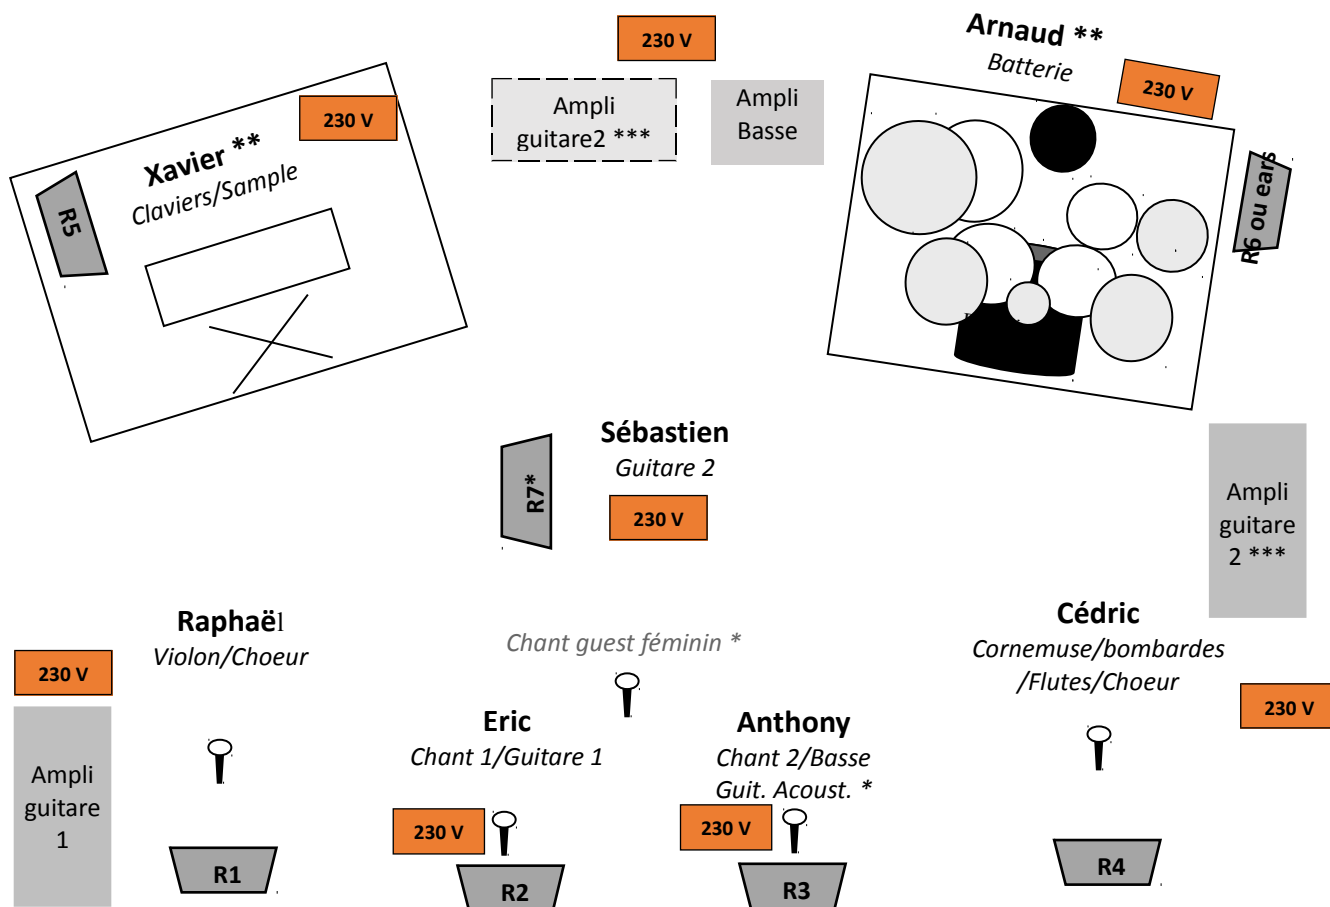 230 V
Arnaud **
Batterie
230 V
230 V
Ampli
guitare2 ***
Ampli
Basse
Xavier **
Claviers/Sample
R5
R6 ou ears
Sébastien
Guitare 2
R7*
230 V
Ampli
guitare
2 ***
Raphaël
Violon/Choeur
Chant guest féminin *
Cédric
Cornemuse/bombardes
/Flutes/Choeur
230 V
230 V
Eric
Chant 1/Guitare 1
Anthony
Chant 2/Basse
Guit. Acoust. *
Ampli
guitare
1
230 V
230 V
R1
R2
R3
R4